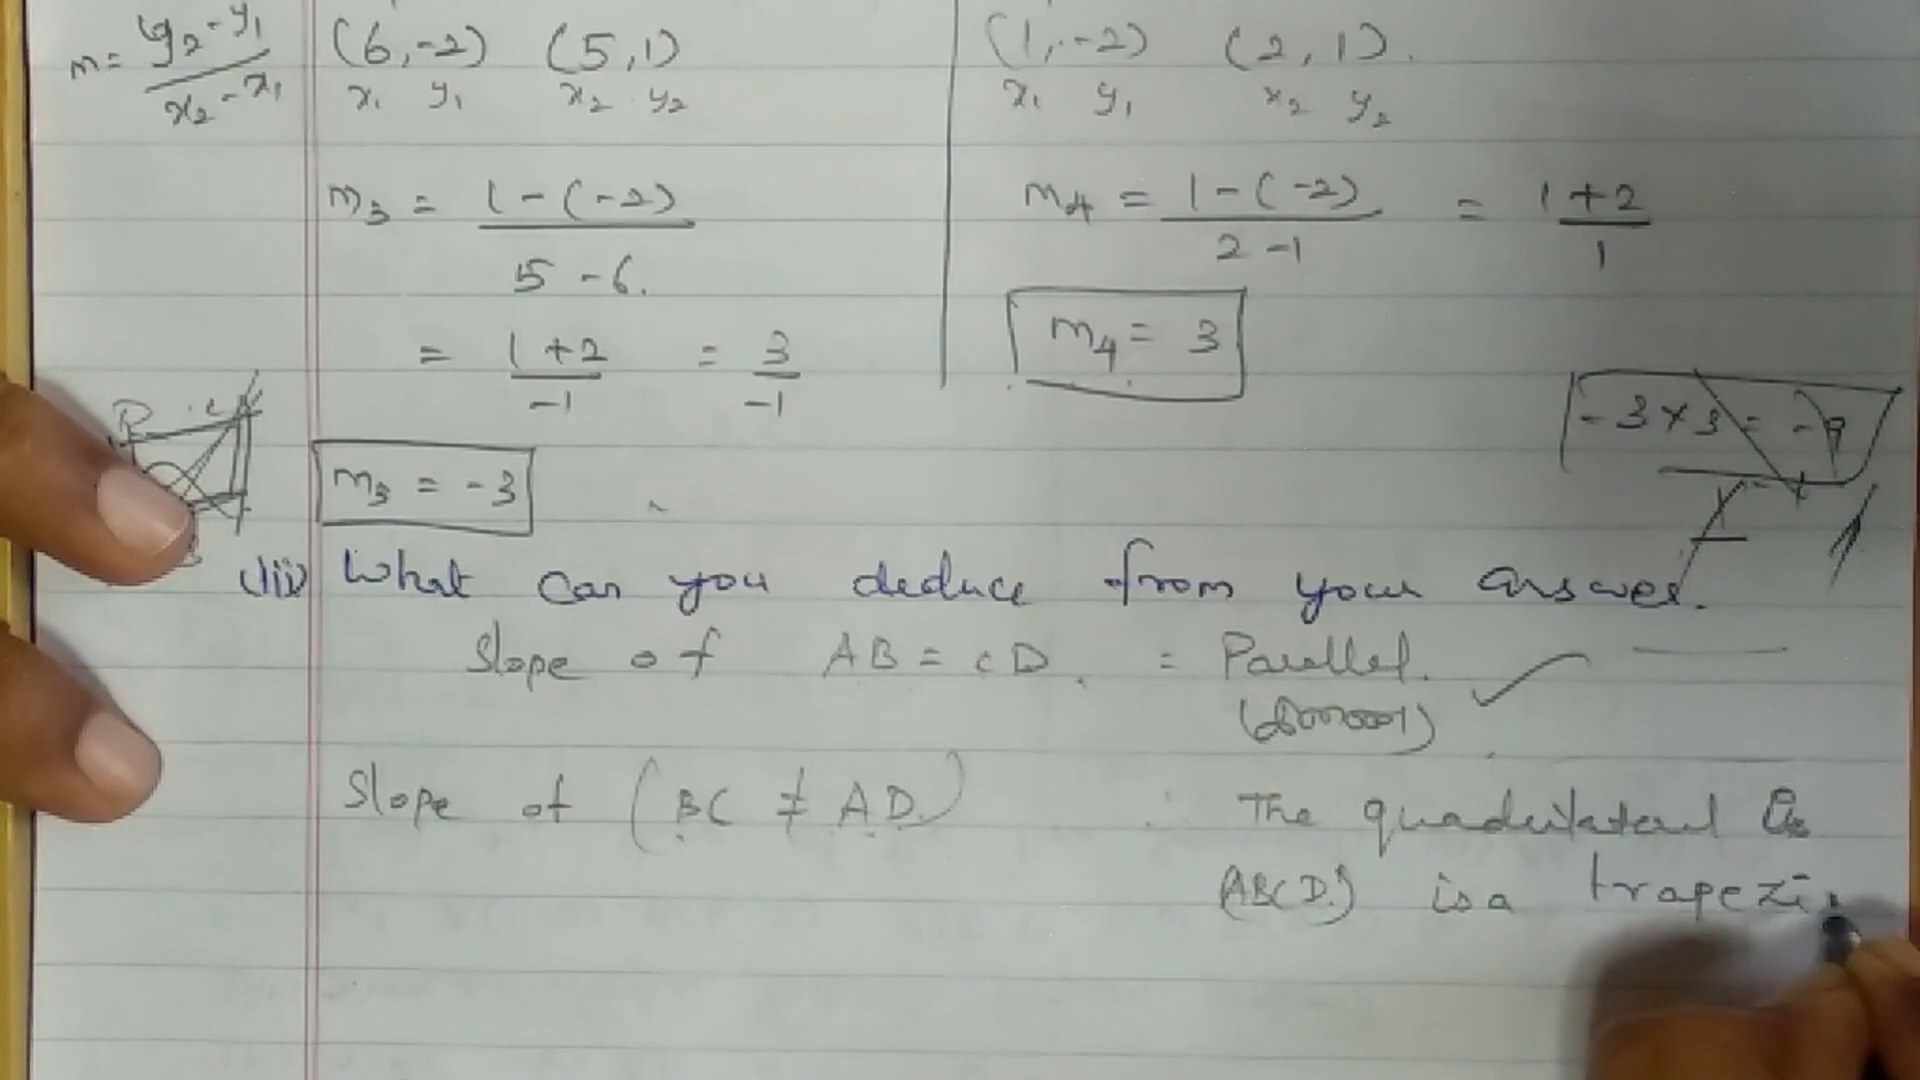 m = y2 - y1 / x2 - x1
(6, -2) (5, 1)
x1 y1 x2 y2
m3 = 1 - (-2) / 5 - 6.
= 1 + 2 / -1 = 3 / -1
m3 = -3
(1, -2) (2, 1).
x1 y1 x2 y2
m4 = 1 - (-2) / 2 - 1 = 1 + 2 / 1
m4 = 3
-3 x 3 = -9
(iii) What can you deduce from your answer.
Slope of AB = CD. = Parallel.
Slope of (BC ≠ AD)
The quadrilateral
(ABCD) is a trapezi